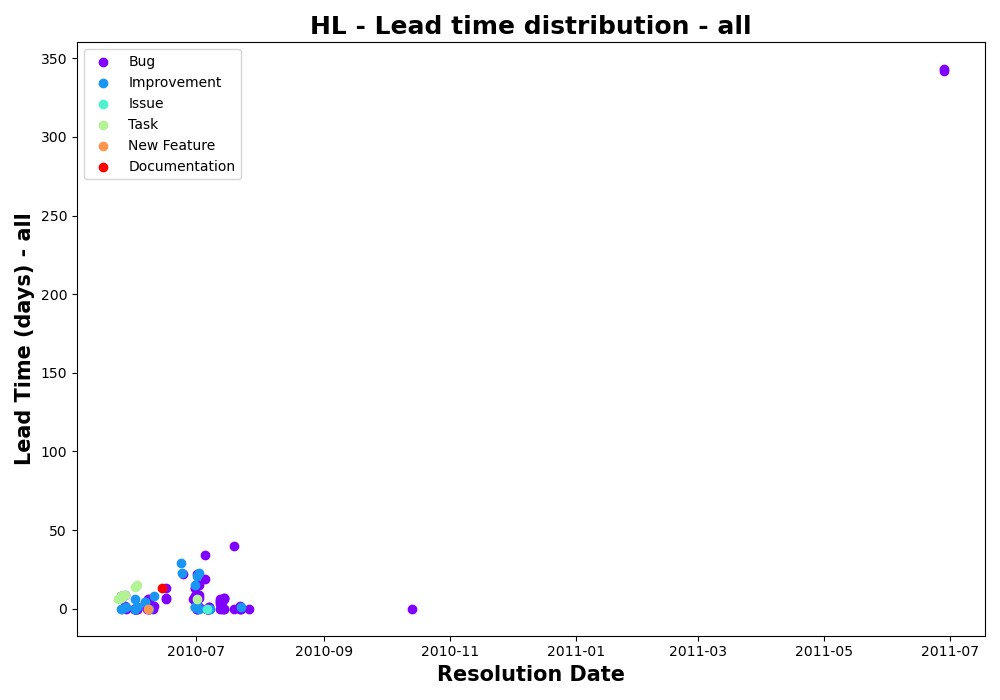 HL - Lead time distribution - all
Bug
Improvement
Issue
Task
New Feature
Documentation
Lead Time (days) - all
350
300
250
200
150
100
50
0
2010-07
2010-09
2010-11
2011-01
2011-03
2011-05
2011-07
Resolution Date